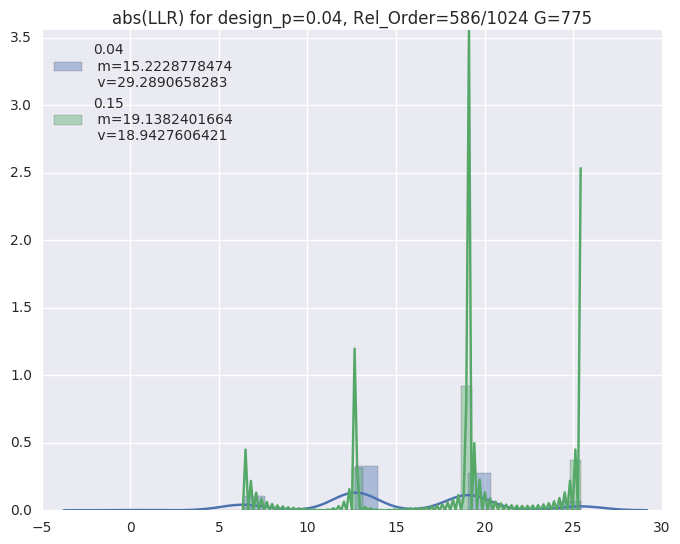 abs(LLR) for design_p=0.04, Rel_Order=586/1024 G=775
0.04
m=15.2228778474
v=29.2890658283
0.15
m=19.1382401664
v=18.9427606421
3.5
3.0
2.5
2.0
1.5
1.0
0.5
0.0
−5 0 5 10 15 20 25 30